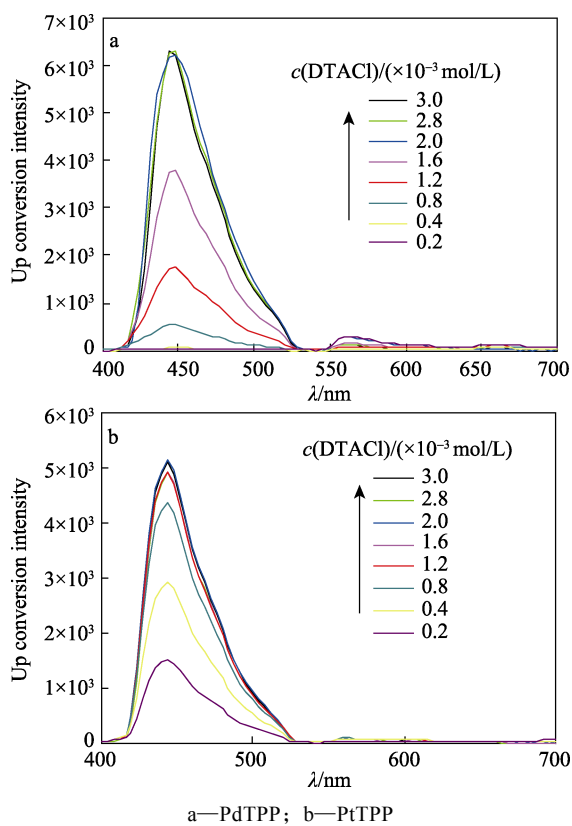 7×10³
a
6×10³
5×10³
4×10³
3×10³
2×10³
1×10³
0
Up conversion intensity
c(DTACl)/(×10⁻³ mol/L)
3.0
2.8
2.0
1.6
1.2
0.8
0.4
0.2
400 450 500 550 600 650 700
λ/nm
6×10³
b
5×10³
4×10³
3×10³
2×10³
1×10³
0
Up conversion intensity
c(DTACl)/(×10⁻³ mol/L)
3.0
2.8
2.0
1.6
1.2
0.8
0.4
0.2
400 500 600 700
λ/nm
a—PdTPP；b—PtTPP